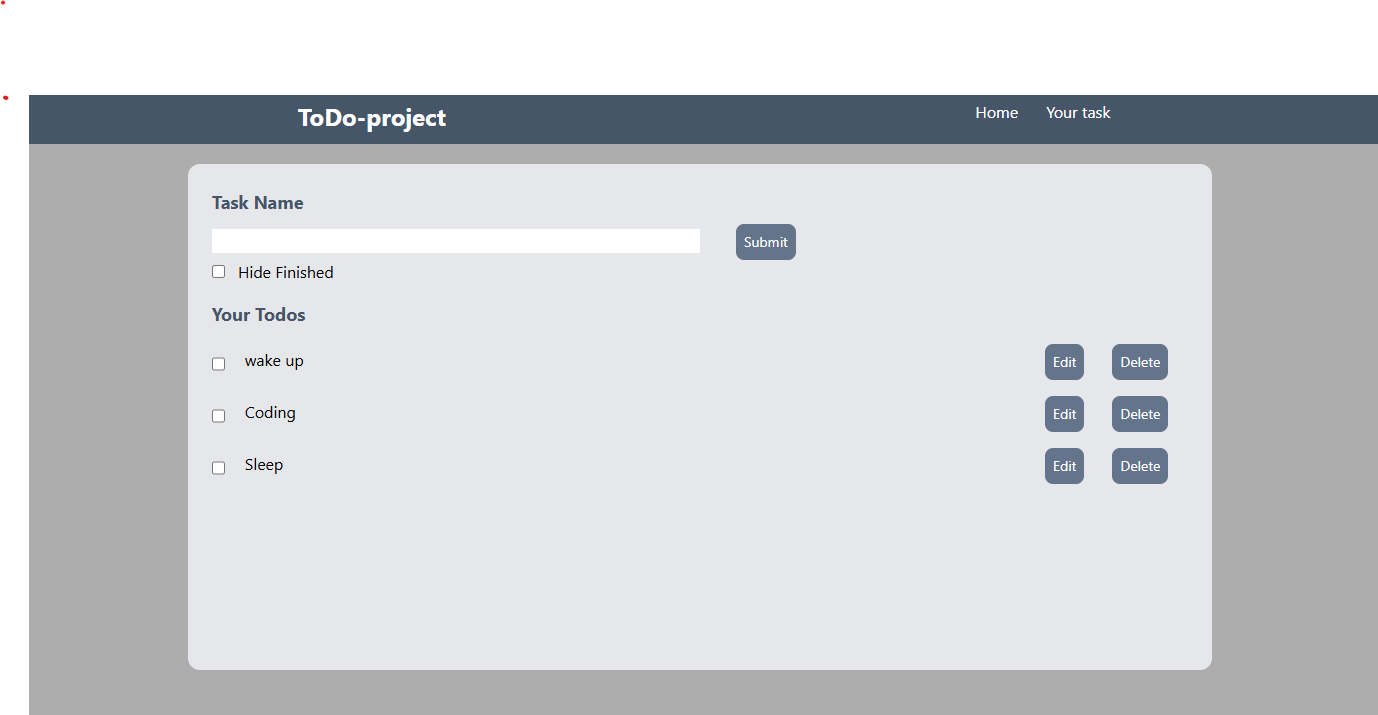 ToDo-project Home Your task
Task Name
Submit
Hide Finished
Your Todos
wake up Edit Delete
Coding Edit Delete
Sleep Edit Delete